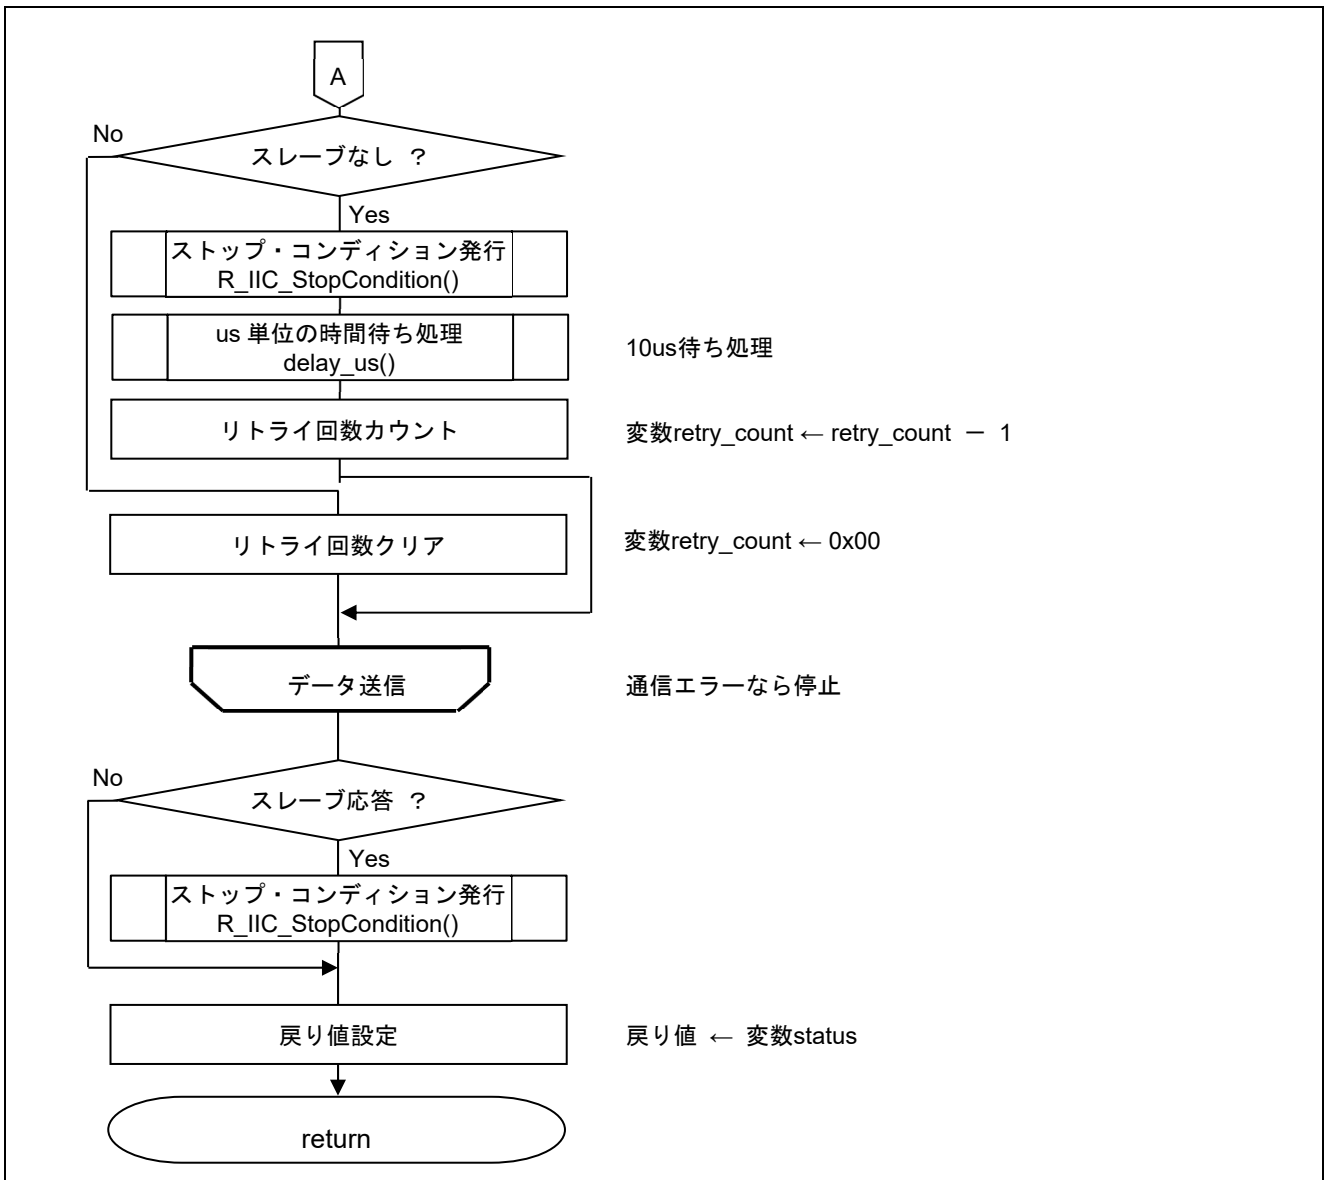 A
No
スレーブなし ?
Yes
ストップ・コンディション発行
R_IIC_StopCondition()
us 単位の時間待ち処理
delay_us()
10us待ち処理
リトライ回数カウント
変数retry_count ← retry_count － 1
リトライ回数クリア
変数retry_count ← 0x00
データ送信
通信エラーなら停止
No
スレーブ応答 ?
Yes
ストップ・コンディション発行
R_IIC_StopCondition()
戻り値設定
戻り値 ← 変数status
return